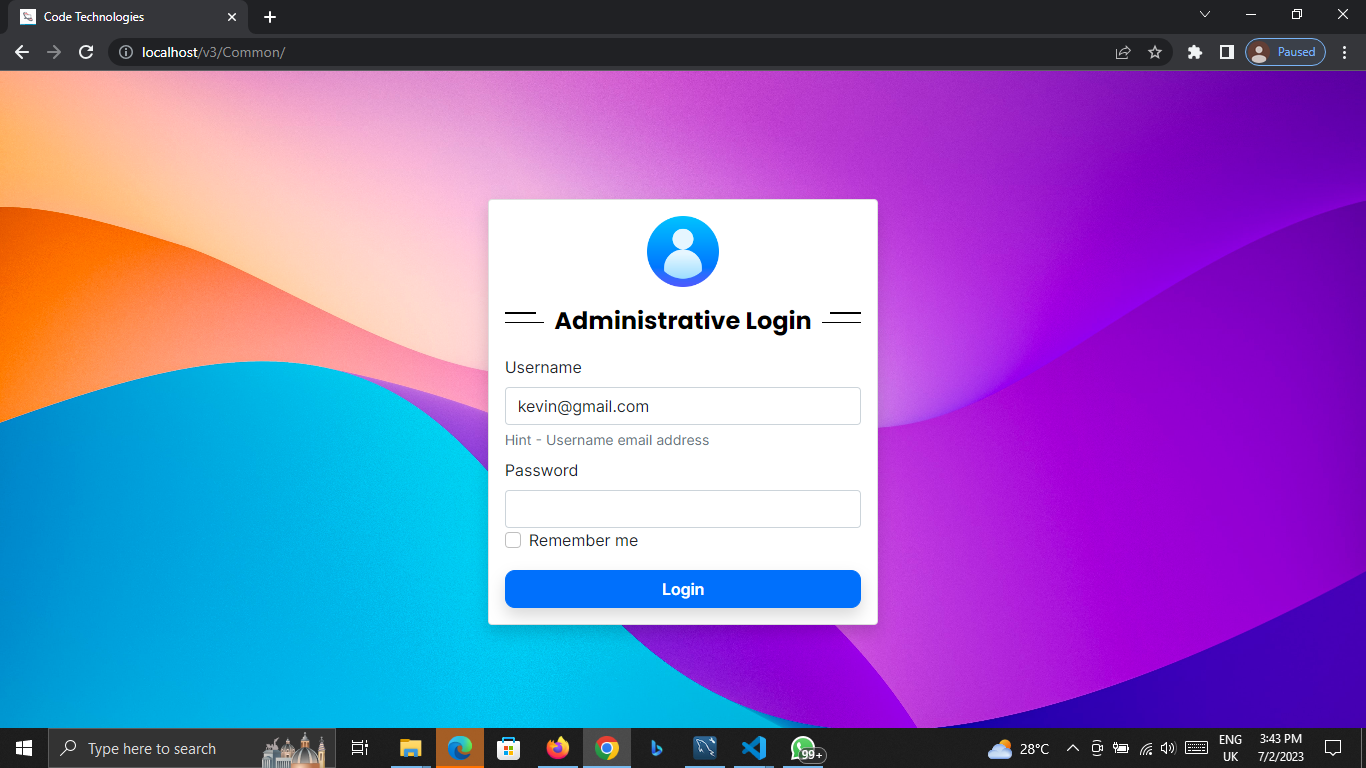 Code Technologies
localhost/v3/Common/
Paused
Administrative Login
Username
kevin@gmail.com
Hint - Username email address
Password
Remember me
Login
Type here to search
99+
28°C
ENG
UK
3:43 PM
7/2/2023